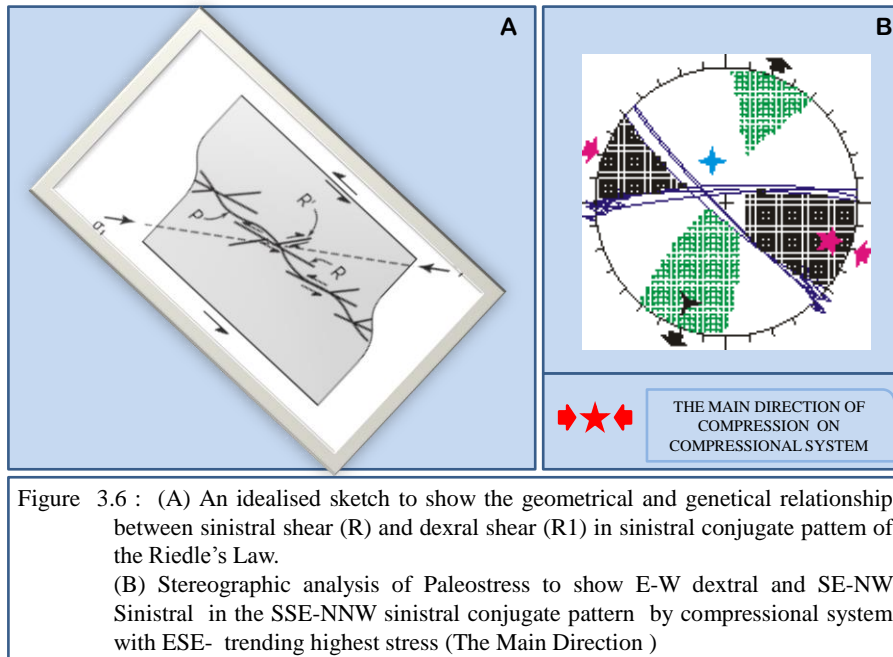 A
B
σ₁
P
R'
R
THE MAIN DIRECTION OF
COMPRESSION ON
COMPRESSIONAL SYSTEM
Figure 3.6 : (A) An idealised sketch to show the geometrical and genetical relationship
between sinistral shear (R) and dexral shear (R1) in sinistral conjugate pattem of
the Riedle's Law.
(B) Stereographic analysis of Paleostress to show E-W dextral and SE-NW
Sinistral in the SSE-NNW sinistral conjugate pattern by compressional system
with ESE- trending highest stress (The Main Direction )